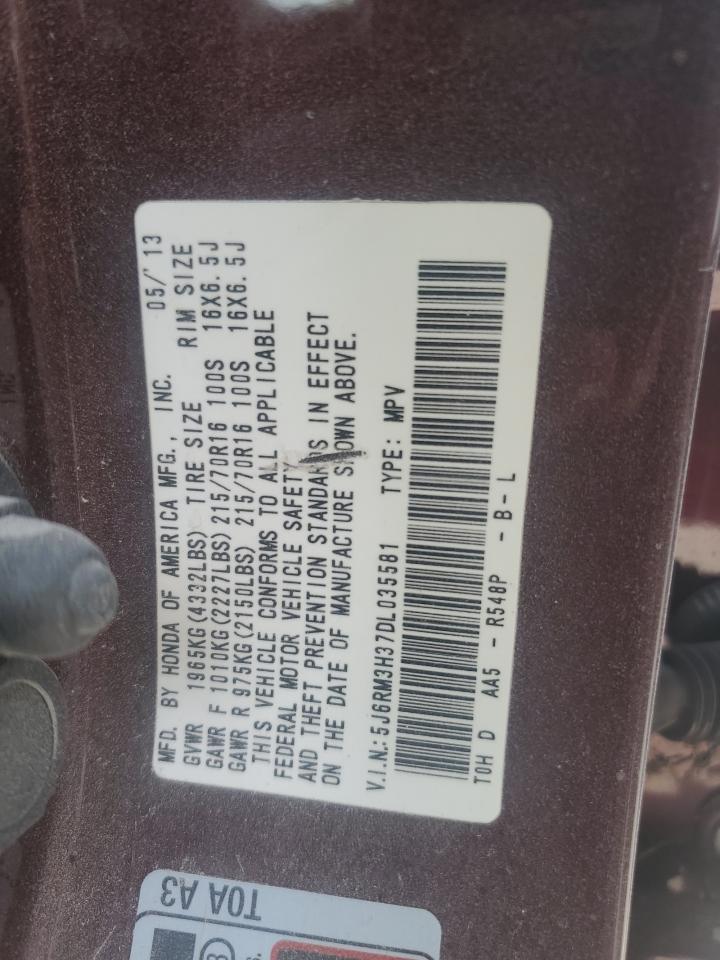 MFD. BY HONDA OF AMERICA MFG., INC. 05/'13
GVWR 1965KG(4332LBS) TIRE SIZE RIM SIZE
GAWR F 1010KG(2227LBS) 215/70R16 100S 16X6.5J
GAWR R 975KG(2150LBS) 215/70R16 100S 16X6.5J
THIS VEHICLE CONFORMS TO ALL APPLICABLE
FEDERAL MOTOR VEHICLE SAFETY
AND THEFT PREVENTION STANDARDS IN EFFECT
ON THE DATE OF MANUFACTURE SHOWN ABOVE.
V.I.N.:5J6RM3H37DL035581 TYPE: MPV
T0H D AA5 - R548P - B-L
T0A A3